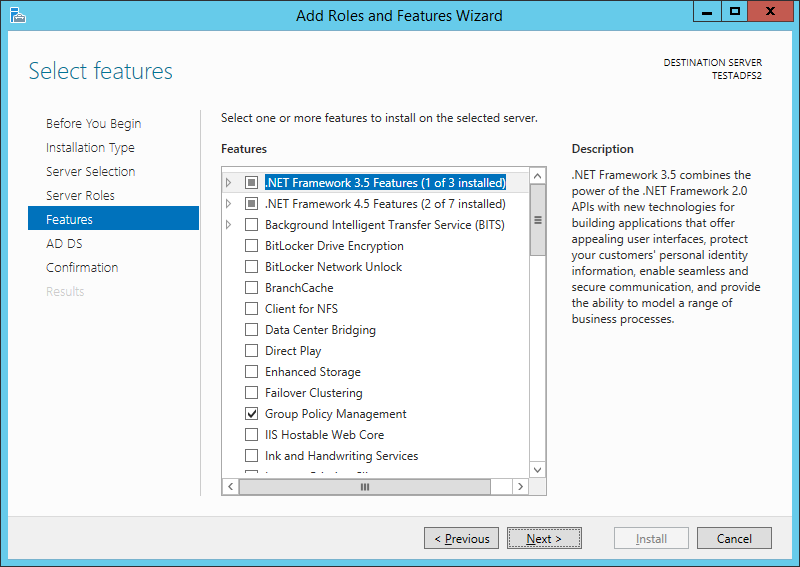 Add Roles and Features Wizard
Select features
DESTINATION SERVER
TESTADFS2
Before You Begin
Installation Type
Server Selection
Server Roles
Features
AD DS
Confirmation
Results
Select one or more features to install on the selected server.
Features
.NET Framework 3.5 Features (1 of 3 installed)
.NET Framework 4.5 Features (2 of 7 installed)
Background Intelligent Transfer Service (BITS)
BitLocker Drive Encryption
BitLocker Network Unlock
BranchCache
Client for NFS
Data Center Bridging
Direct Play
Enhanced Storage
Failover Clustering
Group Policy Management
IIS Hostable Web Core
Ink and Handwriting Services
Description
.NET Framework 3.5 combines the
power of the .NET Framework 2.0
APIs with new technologies for
building applications that offer
appealing user interfaces, protect
your customers' personal identity
information, enable seamless and
secure communication, and provide
the ability to model a range of
business processes.
< Previous
Next >
Install
Cancel